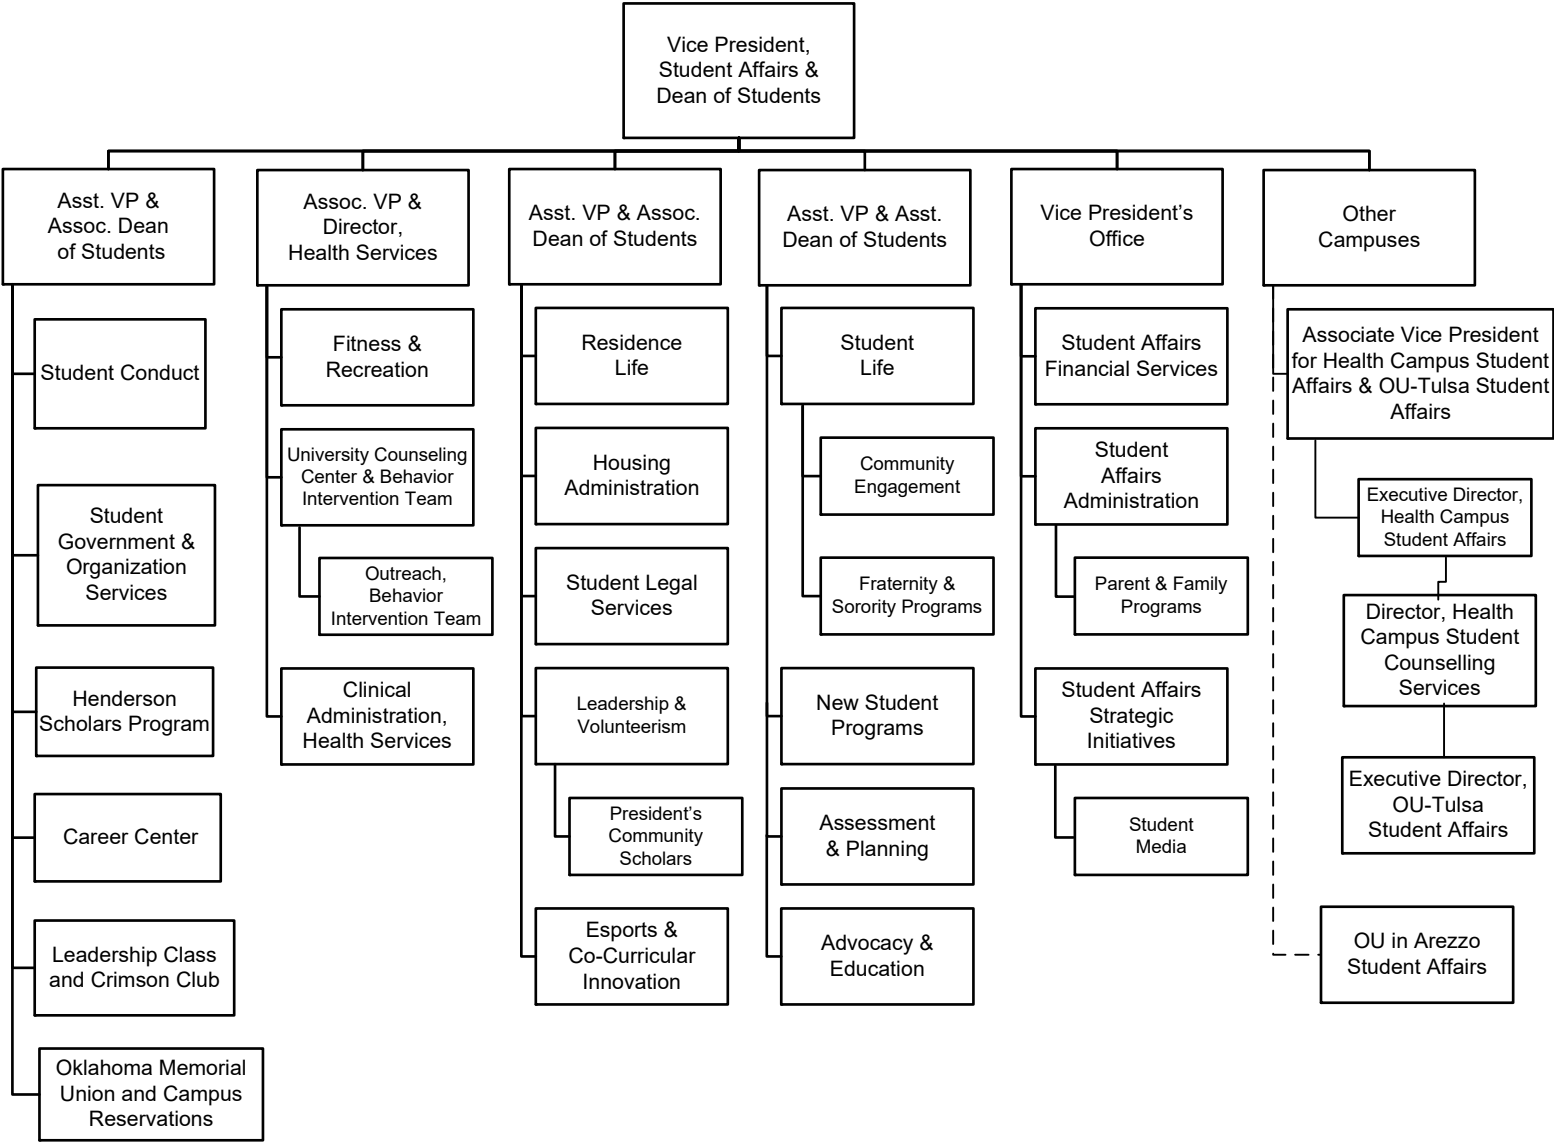 Vice President,
Student Affairs &
Dean of Students
Asst. VP &
Assoc. Dean
of Students
Student Conduct
Student
Government &
Organization
Services
Henderson
Scholars Program
Career Center
Leadership Class
and Crimson Club
Oklahoma Memorial
Union and Campus
Reservations
Assoc. VP &
Director,
Health Services
Fitness &
Recreation
University Counseling
Center & Behavior
Intervention Team
Outreach,
Behavior
Intervention Team
Clinical
Administration,
Health Services
Asst. VP & Assoc.
Dean of Students
Residence
Life
Housing
Administration
Student Legal
Services
Leadership &
Volunteerism
President’s
Community
Scholars
Esports &
Co-Curricular
Innovation
Asst. VP & Asst.
Dean of Students
Student
Life
Community
Engagement
Fraternity &
Sorority Programs
New Student
Programs
Assessment
& Planning
Advocacy &
Education
Vice President’s
Office
Student Affairs
Financial Services
Student
Affairs
Administration
Parent & Family
Programs
Student Affairs
Strategic
Initiatives
Student
Media
Other
Campuses
Associate Vice President
for Health Campus Student
Affairs & OU-Tulsa Student
Affairs
Executive Director,
Health Campus
Student Affairs
Director, Health
Campus Student
Counselling
Services
Executive Director,
OU-Tulsa
Student Affairs
OU in Arezzo
Student Affairs